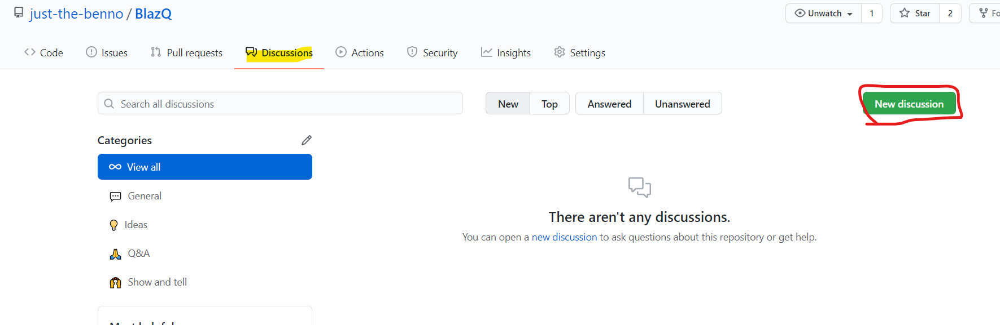 just-the-benno / BlazQ
Unwatch 1 Star 2 Fo
Code Issues Pull requests Discussions Actions Security Insights Settings
Search all discussions New Top Answered Unanswered New discussion
Categories
View all
General
Ideas
Q&A
Show and tell
There aren't any discussions.
You can open a new discussion to ask questions about this repository or get help.